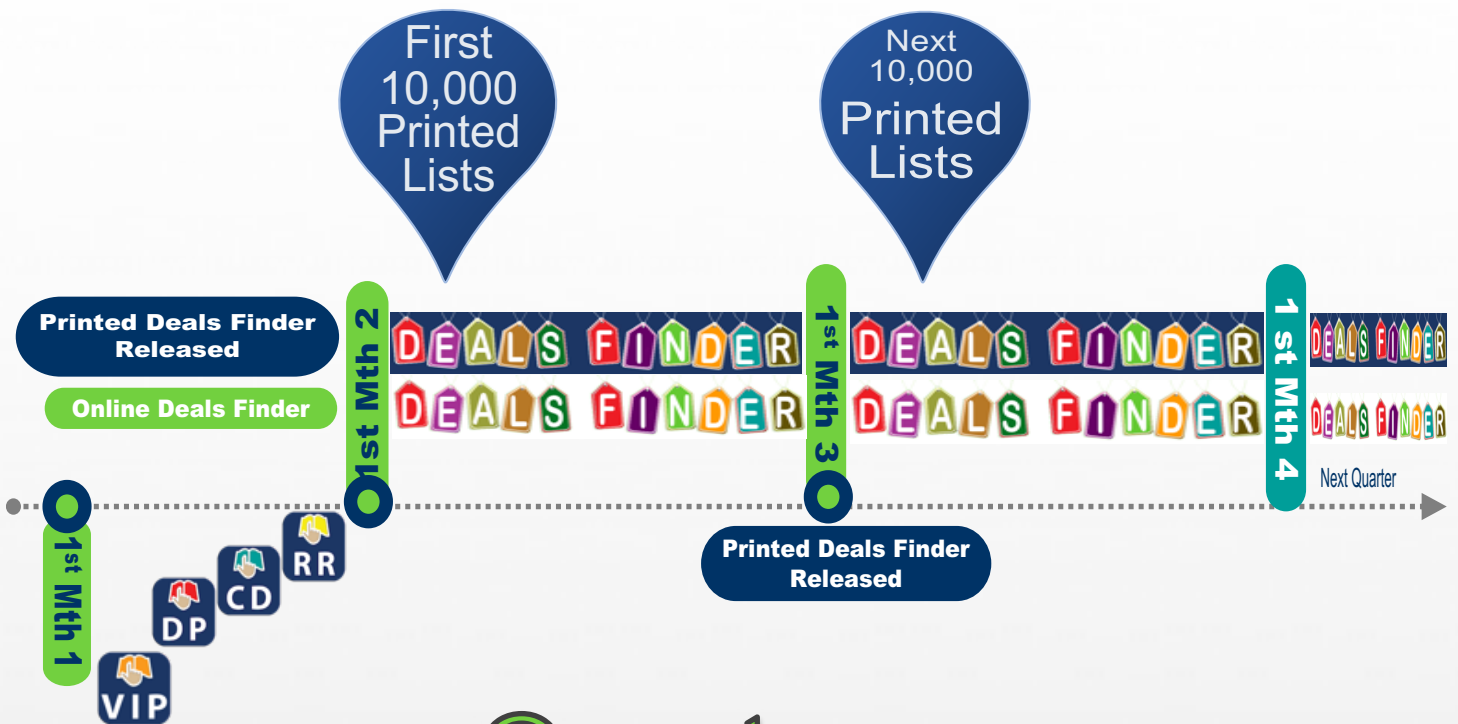 First
10,000
Printed
Lists
Next
10,000
Printed
Lists
Printed Deals Finder
Released
Online Deals Finder
1st Mth 2
DEALS FINDER
DEALS FINDER
1st Mth 3
DEALS FINDER
DEALS FINDER
1 st Mth 4
DEALS FINDER
DEALS FINDER
Next Quarter
1st Mth 1
VIP
DP
CD
RR
Printed Deals Finder
Released